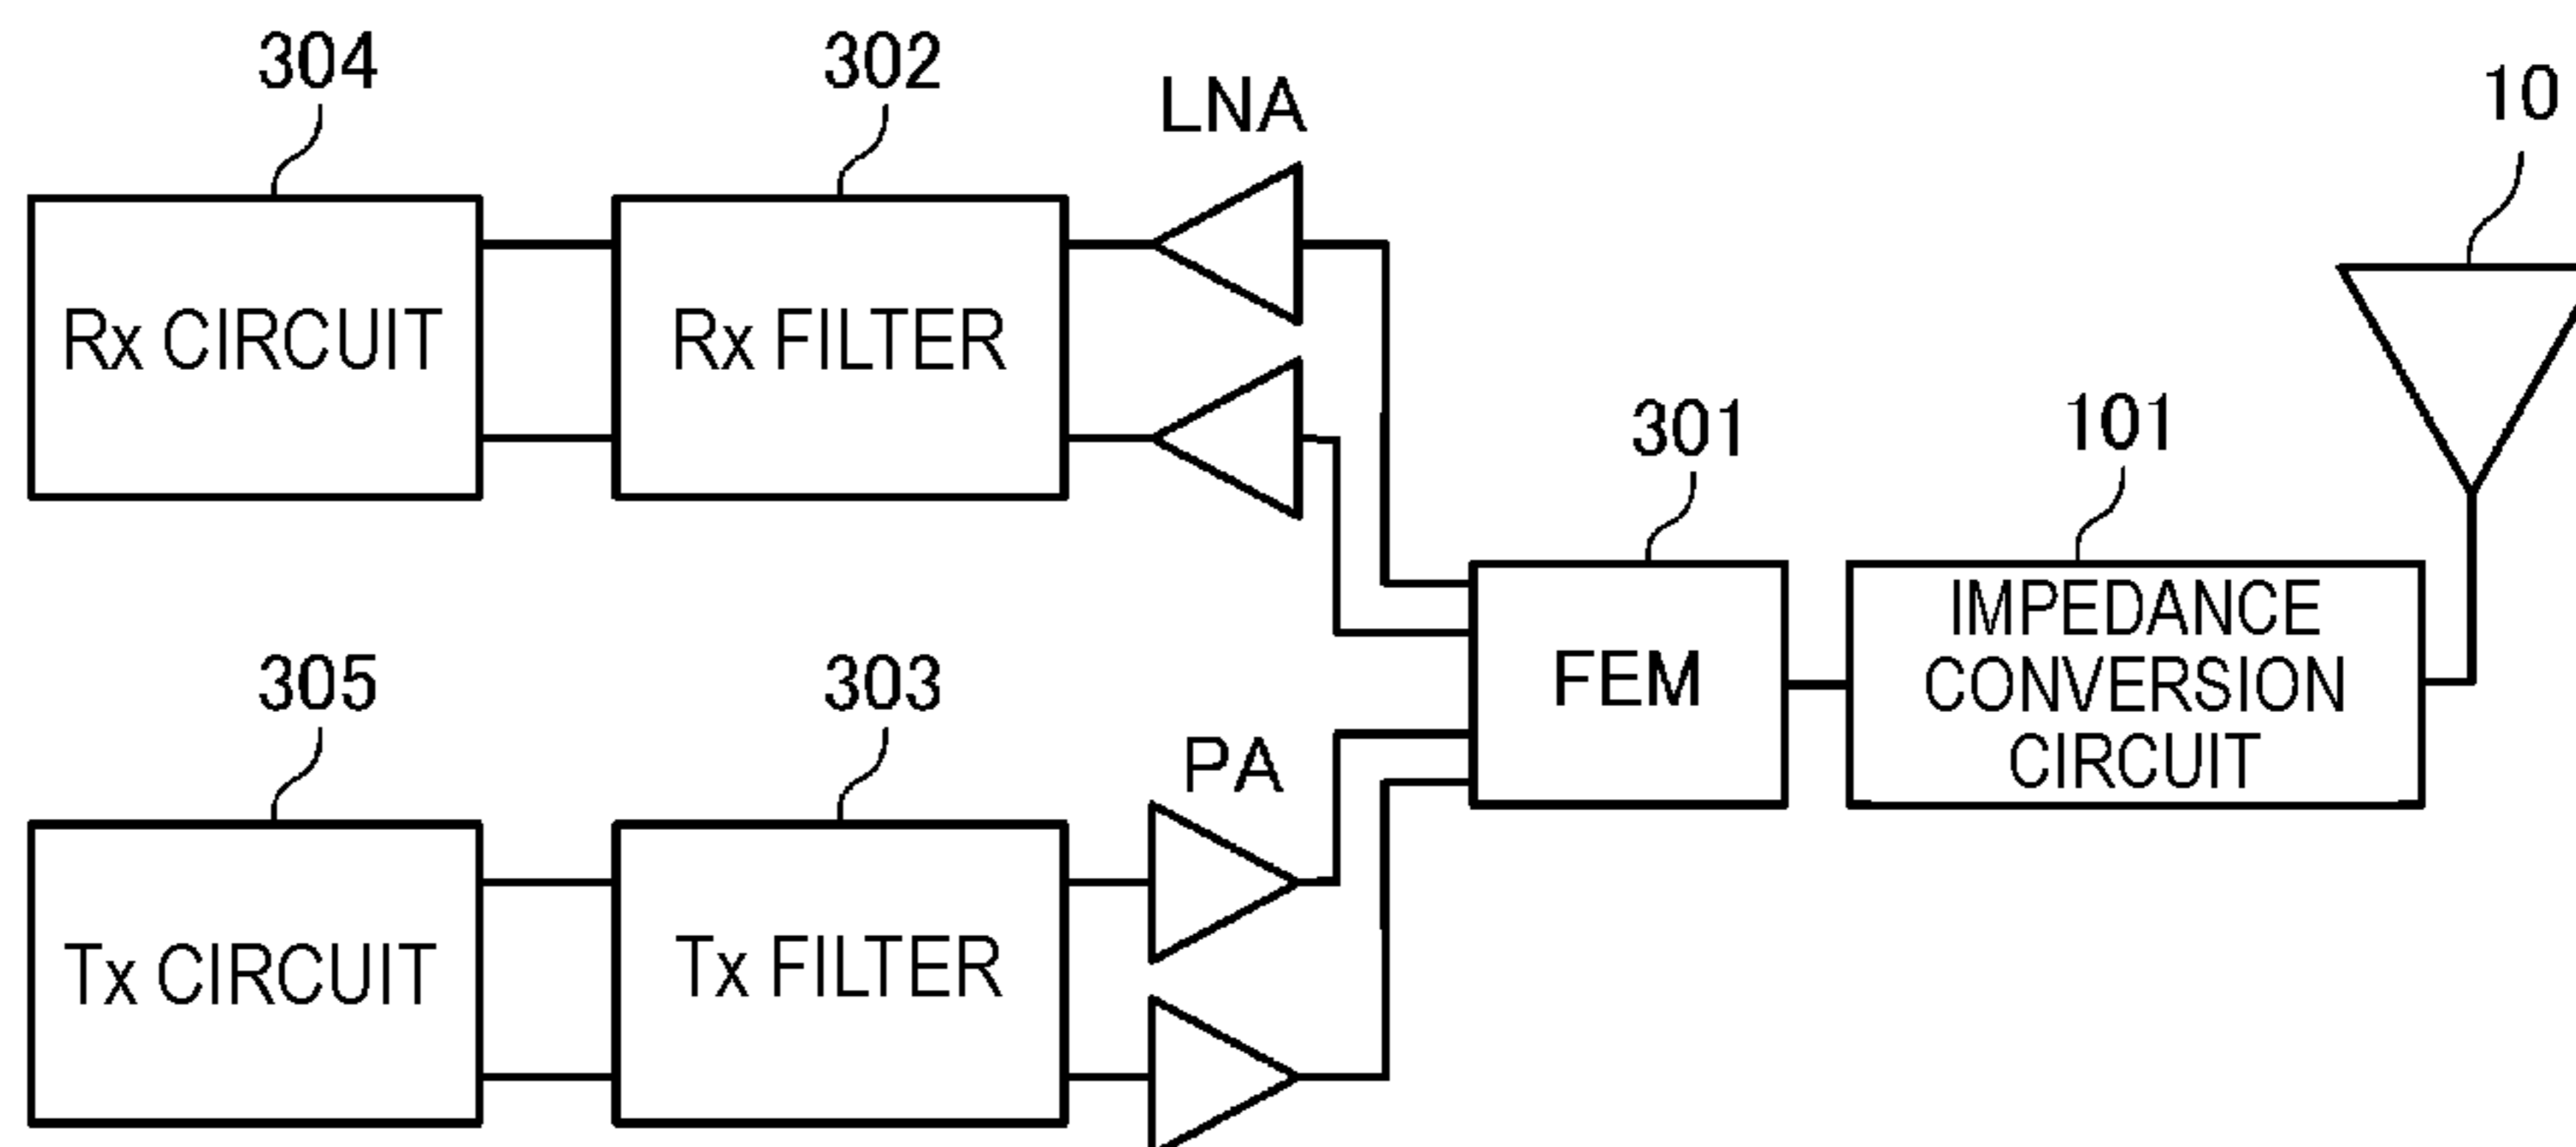 304
302
LNA
10
Rx CIRCUIT
Rx FILTER
301
101
FEM
IMPEDANCE
CONVERSION
CIRCUIT
305
303
PA
Tx CIRCUIT
Tx FILTER